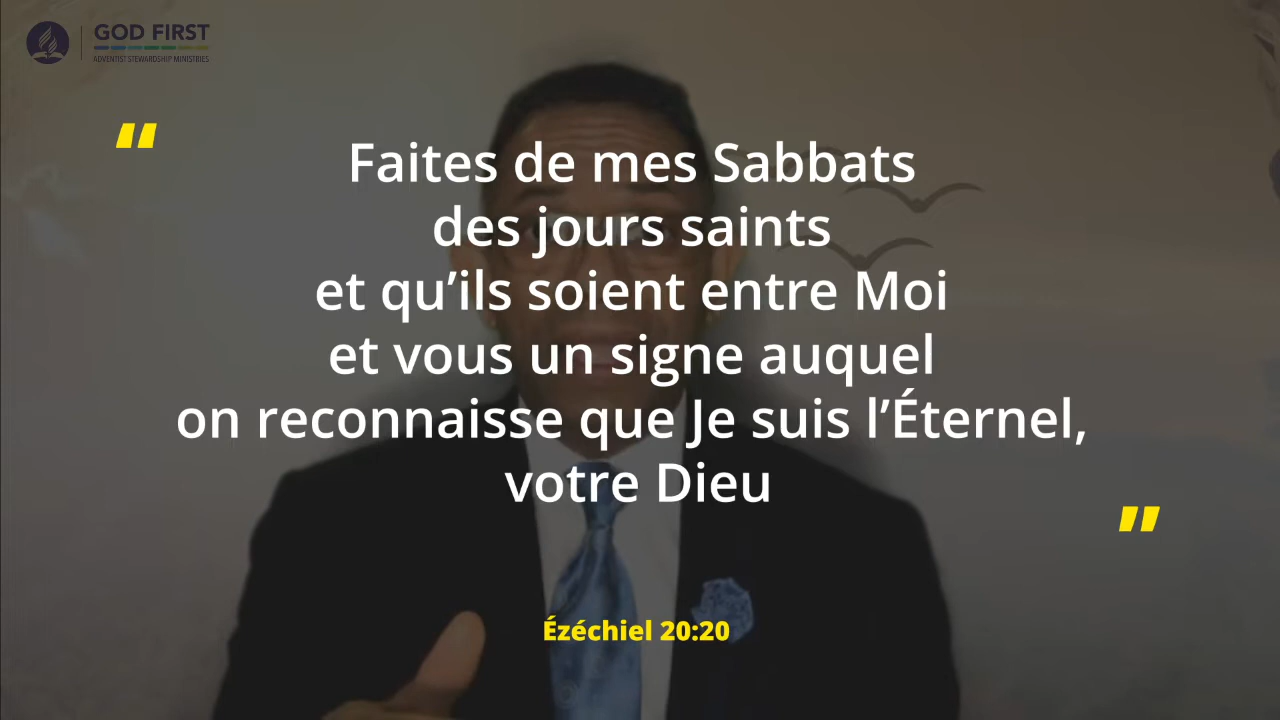 GOD FIRST
ADVENTIST STEWARDSHIP MINISTRIES
“
Faites de mes Sabbats
des jours saints
et qu’ils soient entre Moi
et vous un signe auquel
on reconnaisse que Je suis l’Éternel,
votre Dieu
”
Ézéchiel 20:20